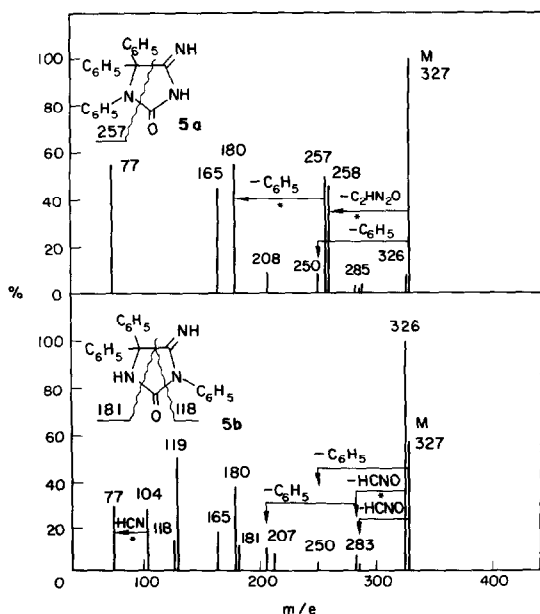 C₆H₅
NH
C₆H₅
C₆H₅-N
NH
O
5a
257
M
327
100
80
60
40
20
0
77
165
180
208
257
258
250
285
326
-C₆H₅
*
-C₂HN₂O
*
-C₆H₅
%
C₆H₅
NH
C₆H₅
HN
N
C₆H₅
O
181
118
5b
326
M
327
100
80
60
40
20
0
77
HCN
*
104
118
119
165
180
181
207
250
283
-C₆H₅
-HCNO
*
-HCNO
-C₆H₅
100
200
300
400
m/e